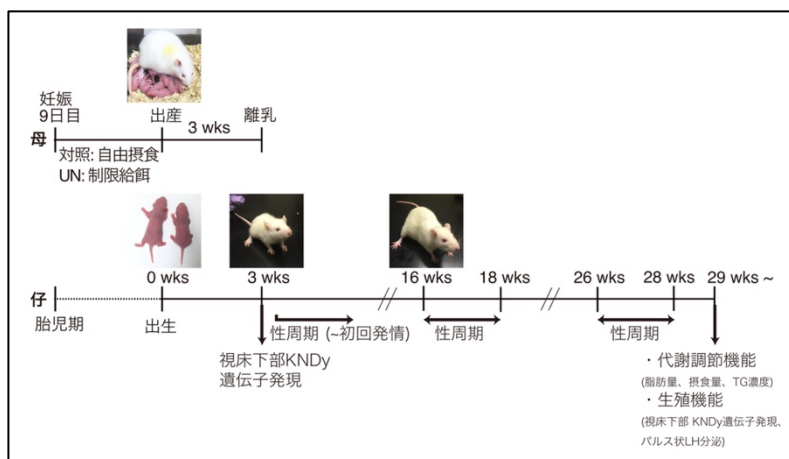 妊娠
9日目
出産
離乳
3 wks
母
対照: 自由摂食
UN: 制限給餌
0 wks
3 wks
16 wks
18 wks
26 wks
28 wks
29 wks ~
仔
胎児期
出生
性周期 (~初回発情)
性周期
性周期
視床下部KNDy
遺伝子発現
・代謝調節機能
(脂肪量、摂食量、TG濃度)
・生殖機能
(視床下部 KNDy遺伝子発現、
パルス状LH分泌)